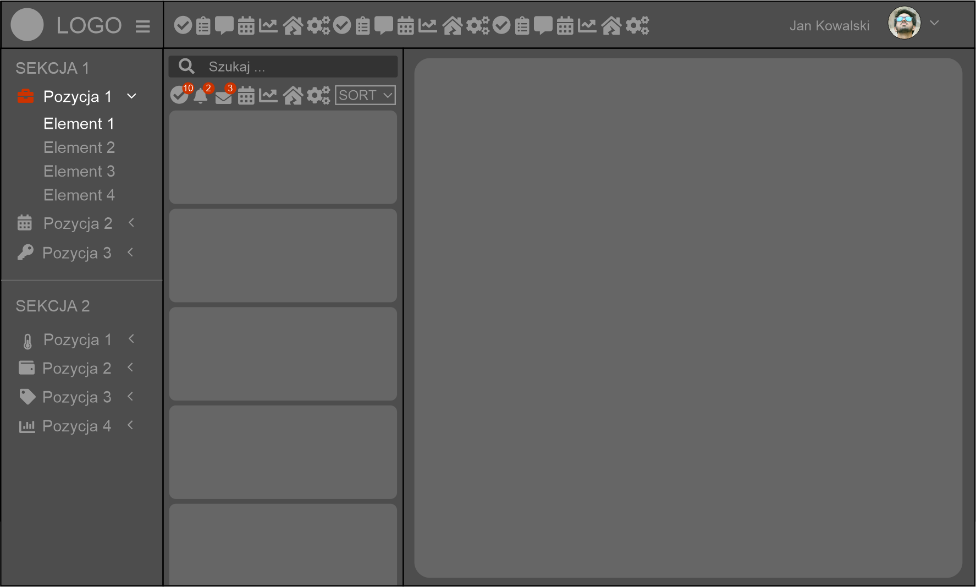 LOGO
Jan Kowalski
SEKCJA 1
Pozycja 1
Element 1
Element 2
Element 3
Element 4
Pozycja 2
Pozycja 3
SEKCJA 2
Pozycja 1
Pozycja 2
Pozycja 3
Pozycja 4
Szukaj ...
10 2 3 SORT